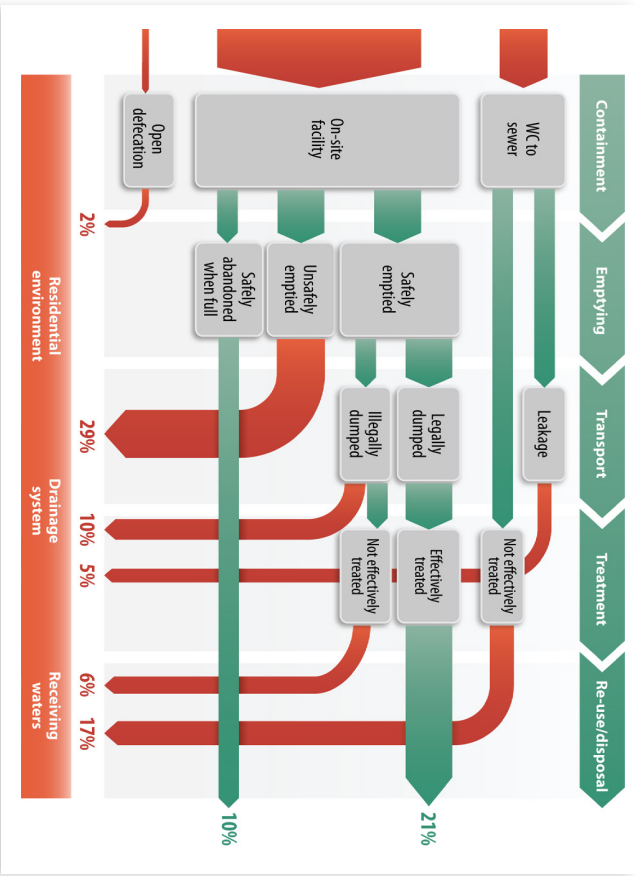 Containment
Emptying
Transport
Treatment
Re-use/disposal
WC to
sewer
Leakage
Not effectively
treated
On-site
facility
Safely
emptied
Legally
dumped
Effectively
treated
21%
Illegally
dumped
Not effectively
treated
Unsafely
emptied
Safely
abandoned
when full
10%
Open
defecation
2%
29%
10%
5%
6%
17%
Residential
environment
Drainage
system
Receiving
waters